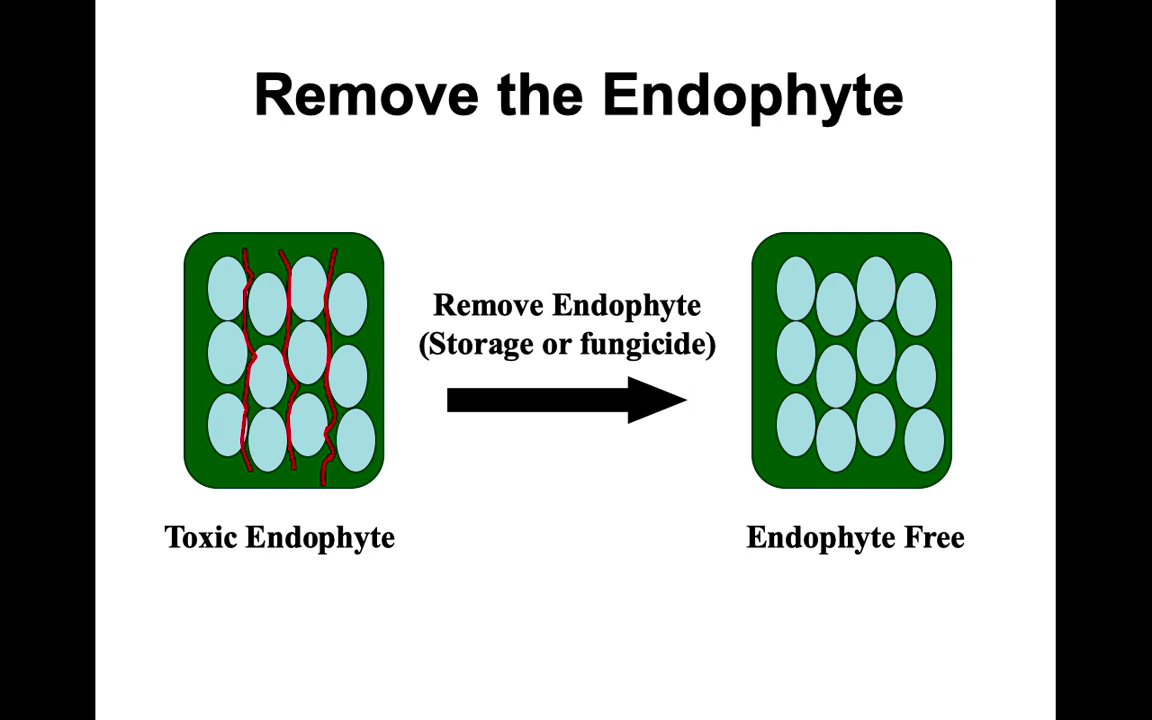 Remove the Endophyte
Remove Endophyte
(Storage or fungicide)
Toxic Endophyte
Endophyte Free